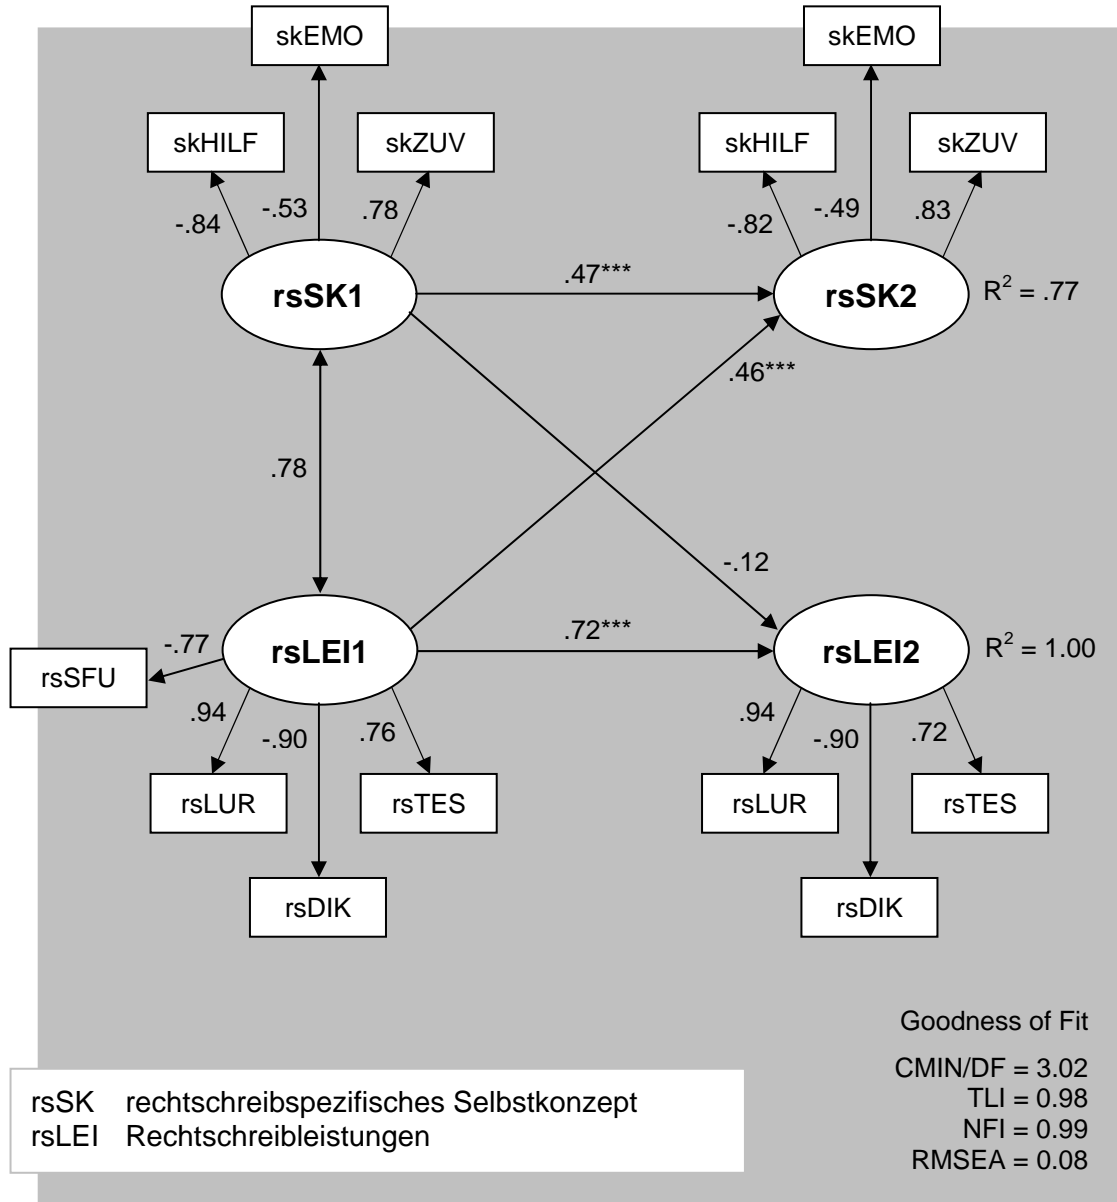 skEMO
skEMO
skHILF
skZUV
skHILF
skZUV
-.84
-.53
.78
-.82
-.49
.83
rsSK1
.47***
rsSK2
R² = .77
.46***
.78
-.12
-.77
rsLEI1
.72***
rsLEI2
R² = 1.00
rsSFU
.94
-.90
.76
.94
-.90
.72
rsLUR
rsTES
rsLUR
rsTES
rsDIK
rsDIK
Goodness of Fit
CMIN/DF = 3.02
TLI = 0.98
NFI = 0.99
RMSEA = 0.08
rsSK rechtschreibspezifisches Selbstkonzept
rsLEI Rechtschreibleistungen